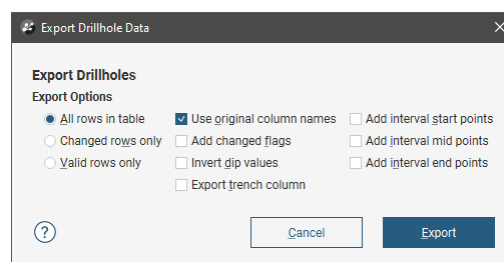 Export Drillhole Data
Export Drillholes
Export Options
All rows in table
Use original column names
Add interval start points
Changed rows only
Add changed flags
Add interval mid points
Valid rows only
Invert dip values
Add interval end points
Export trench column
?
Cancel
Export